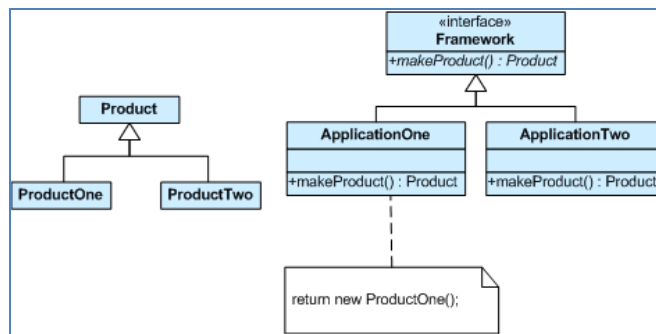 «interface»
Framework
+makeProduct() : Product
Product
ApplicationOne
ApplicationTwo
+makeProduct() : Product
+makeProduct() : Product
ProductOne
ProductTwo
return new ProductOne();